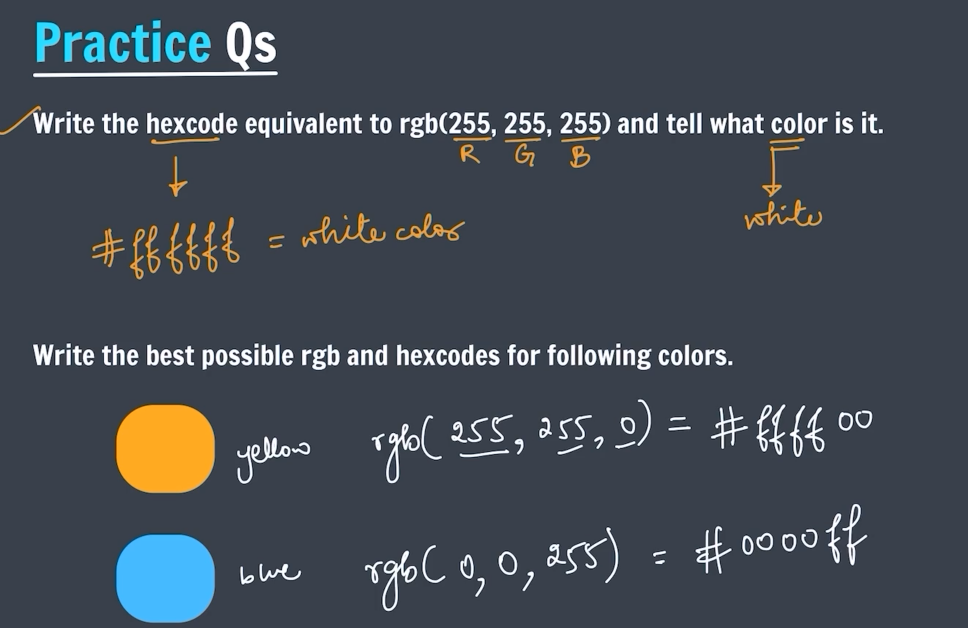 Practice Qs
Write the hexcode equivalent to rgb(255, 255, 255) and tell what color is it.
R G B
white
#ffffff = white color
Write the best possible rgb and hexcodes for following colors.
yellow rgb(255, 255, 0) = #ffff00
blue rgb(0, 0, 255) = #0000ff